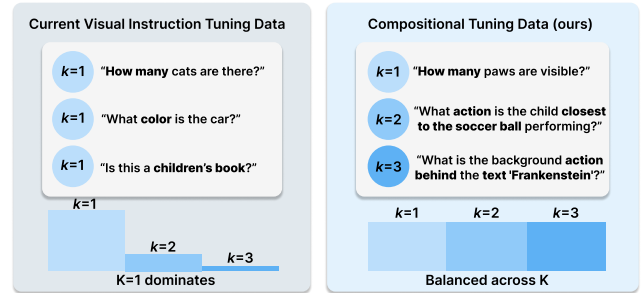 Current Visual Instruction Tuning Data
k=1 “How many cats are there?”
k=1 “What color is the car?”
k=1 “Is this a children’s book?”
k=1
k=2
k=3
K=1 dominates
Compositional Tuning Data (ours)
k=1 “How many paws are visible?”
k=2 “What action is the child closest
to the soccer ball performing?”
k=3 “What is the background action
behind the text 'Frankenstein'?”
k=1 k=2 k=3
Balanced across K